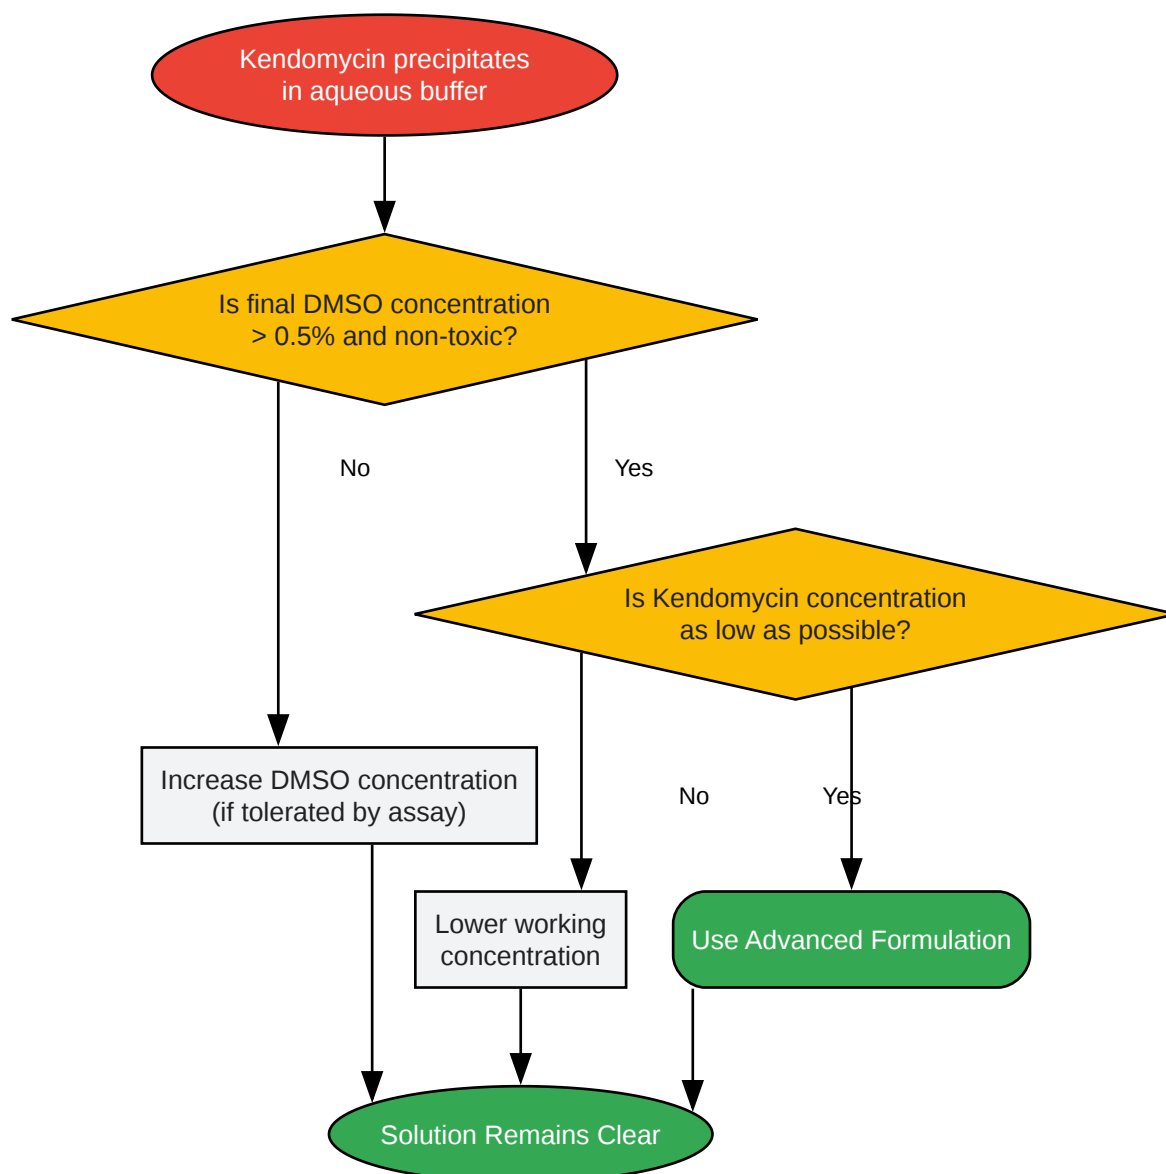 Kendomycin precipitates
in aqueous buffer
Is final DMSO concentration
> 0.5% and non-toxic?
No
Yes
Is Kendomycin concentration
as low as possible?
Increase DMSO concentration
(if tolerated by assay)
No
Yes
Lower working
concentration
Use Advanced Formulation
Solution Remains Clear